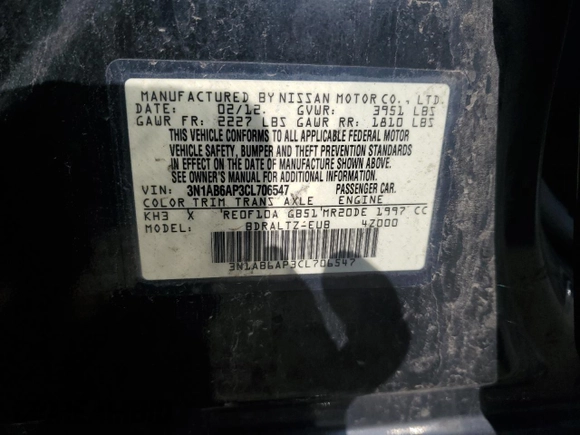 MANUFACTURED BY NISSAN MOTOR CO., LTD.
DATE: 02/12. GVWR: 3951 LBS
GAWR FR: 2227 LBS GAWR RR: 1810 LBS
THIS VEHICLE CONFORMS TO ALL APPLICABLE FEDERAL MOTOR
VEHICLE SAFETY, BUMPER AND THEFT PREVENTION STANDARDS
IN EFFECT ON THE DATE OF MANUFACTURE SHOWN ABOVE.
SEE OWNER'S MANUAL FOR ADDITIONAL INFORMATION.
VIN: 3N1AB6AP3CL706547 PASSENGER CAR.
COLOR TRIM TRANS AXLE ENGINE
KH3 X RE0F10A GB51 MR20DE 1997 CC
MODEL: BDRALTZ-EUB 4Z000
3N1AB6AP3CL706547